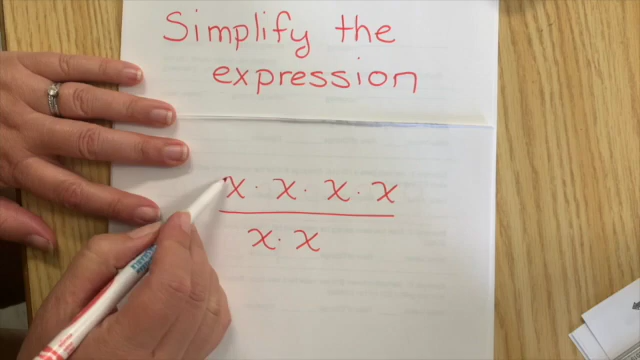 Simplify the
expression
x · x · x · x
x · x